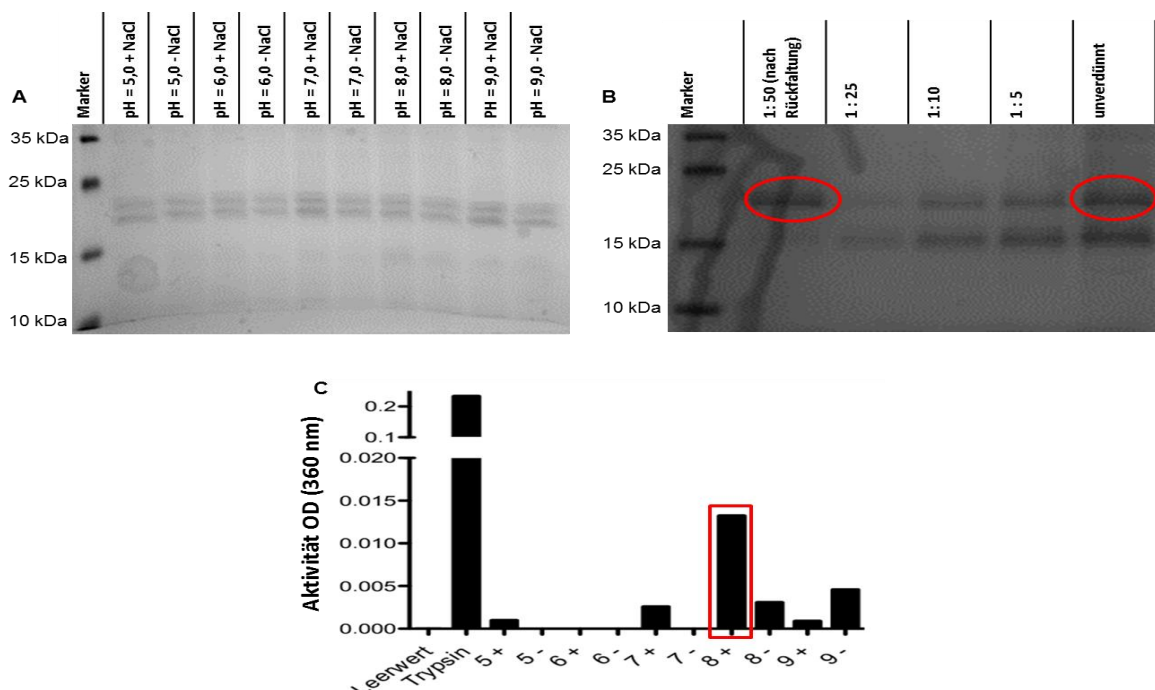 A
Marker
pH = 5,0 + NaCl
pH = 5,0 - NaCl
pH = 6,0 + NaCl
pH = 6,0 - NaCl
pH = 7,0 + NaCl
pH = 7,0 - NaCl
pH = 8,0 + NaCl
pH = 8,0 - NaCl
pH = 9,0 + NaCl
pH = 9,0 - NaCl
35 kDa
25 kDa
15 kDa
10 kDa
B
Marker
1:50 (nach
Rückfaltung)
1:25
1:10
1:5
unverdünnt
35 kDa
25 kDa
15 kDa
10 kDa
C
Aktivität OD (360 nm)
0.2
0.1
0.020
0.015
0.010
0.005
0.000
Leerwert
Trypsin
5 +
5 -
6 +
6 -
7 +
7 -
8 +
8 -
9 +
9 -